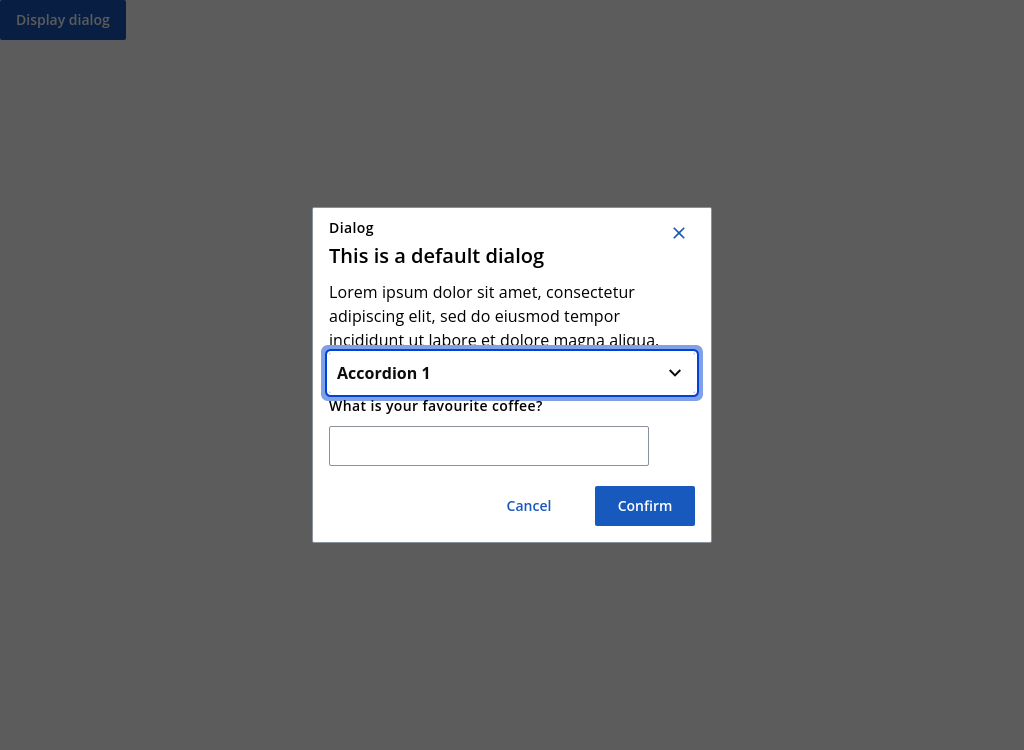 Display dialog
Dialog
This is a default dialog
Lorem ipsum dolor sit amet, consectetur
adipiscing elit, sed do eiusmod tempor
incididunt ut labore et dolore magna aliqua.
Accordion 1
What is your favourite coffee?
Cancel
Confirm